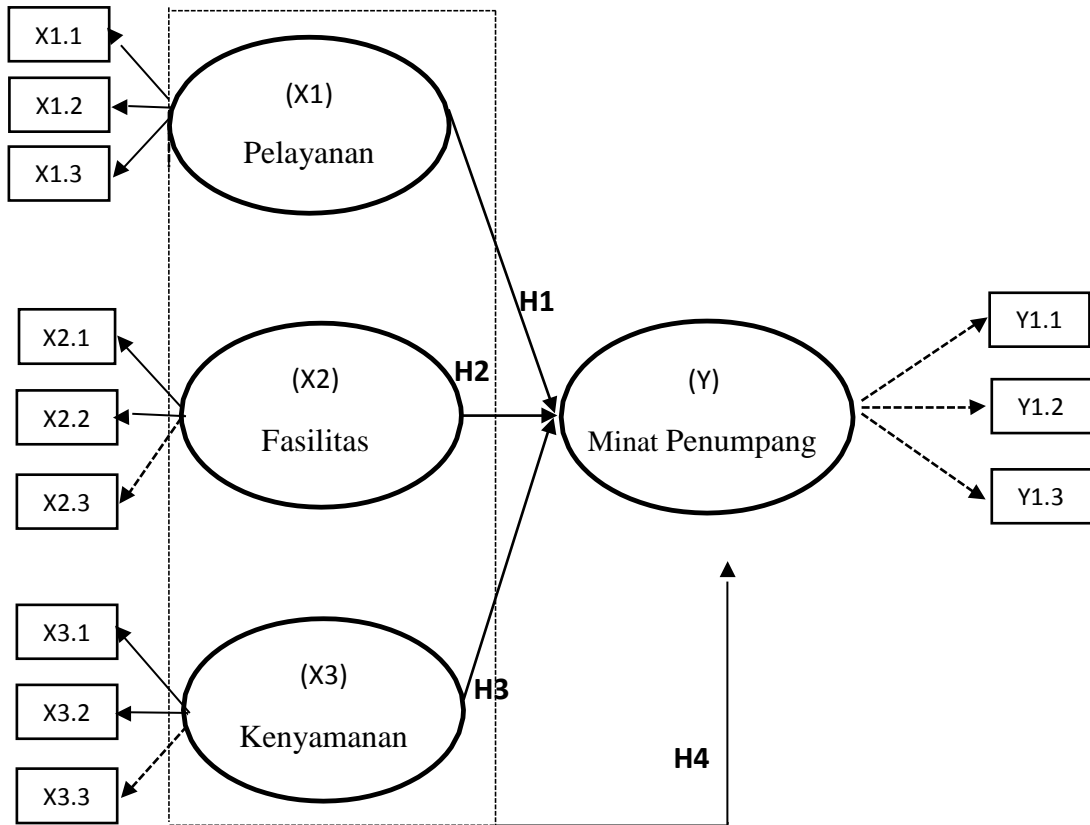 X1.1
X1.2
X1.3
(X1)
Pelayanan
H1
X2.1
X2.2
X2.3
(X2)
Fasilitas
H2
(Y)
Minat Penumpang
Y1.1
Y1.2
Y1.3
X3.1
X3.2
X3.3
(X3)
Kenyamanan
H3
H4